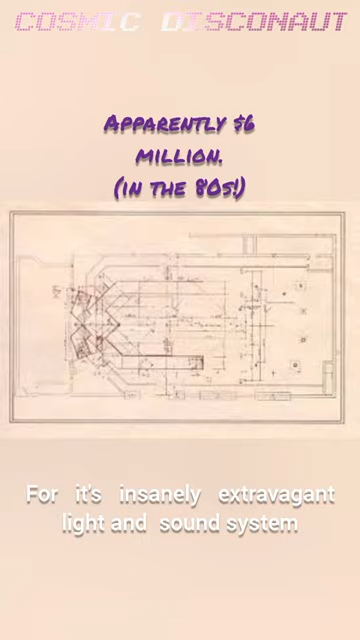 COSMIC DISCONAUT
Apparently $6
million.
(in the 80s!)
For it's insanely extravagant
light and sound system